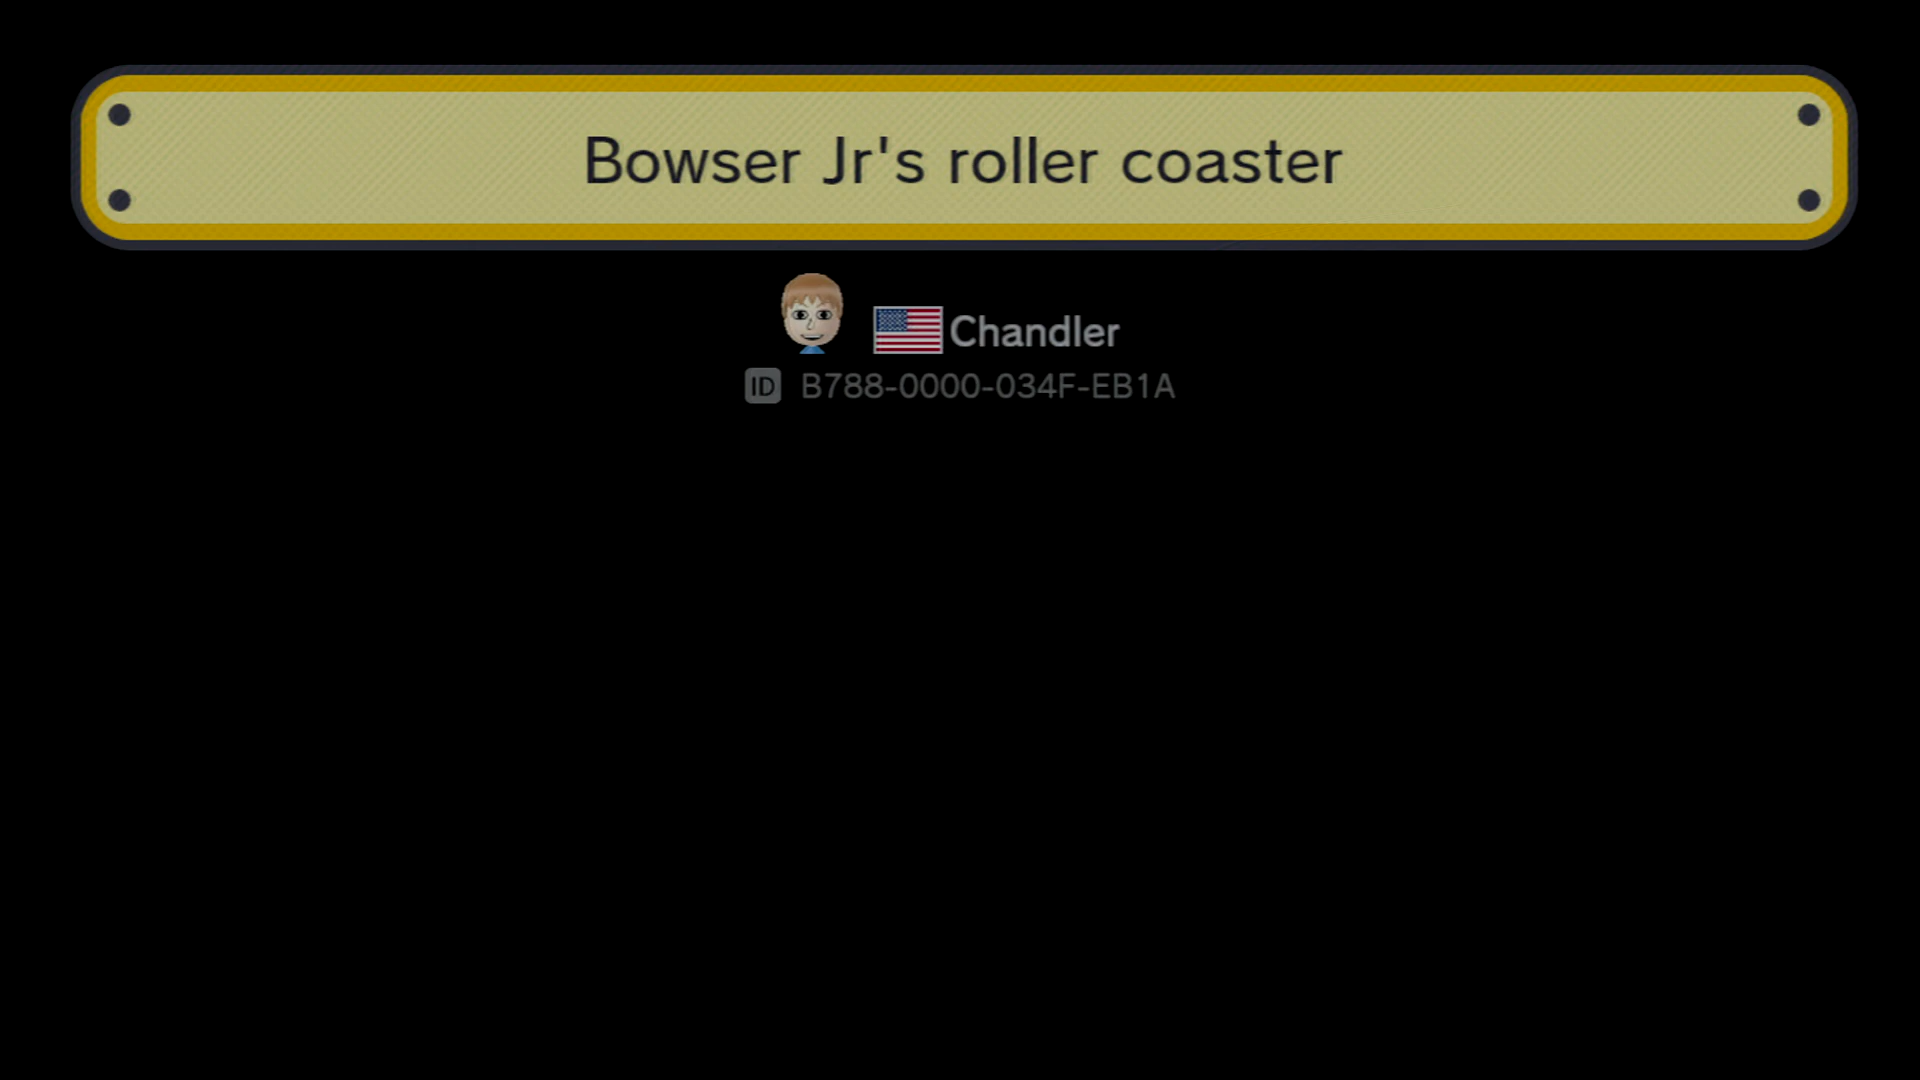 Bowser Jr's roller coaster
Chandler
ID B788-0000-034F-EB1A